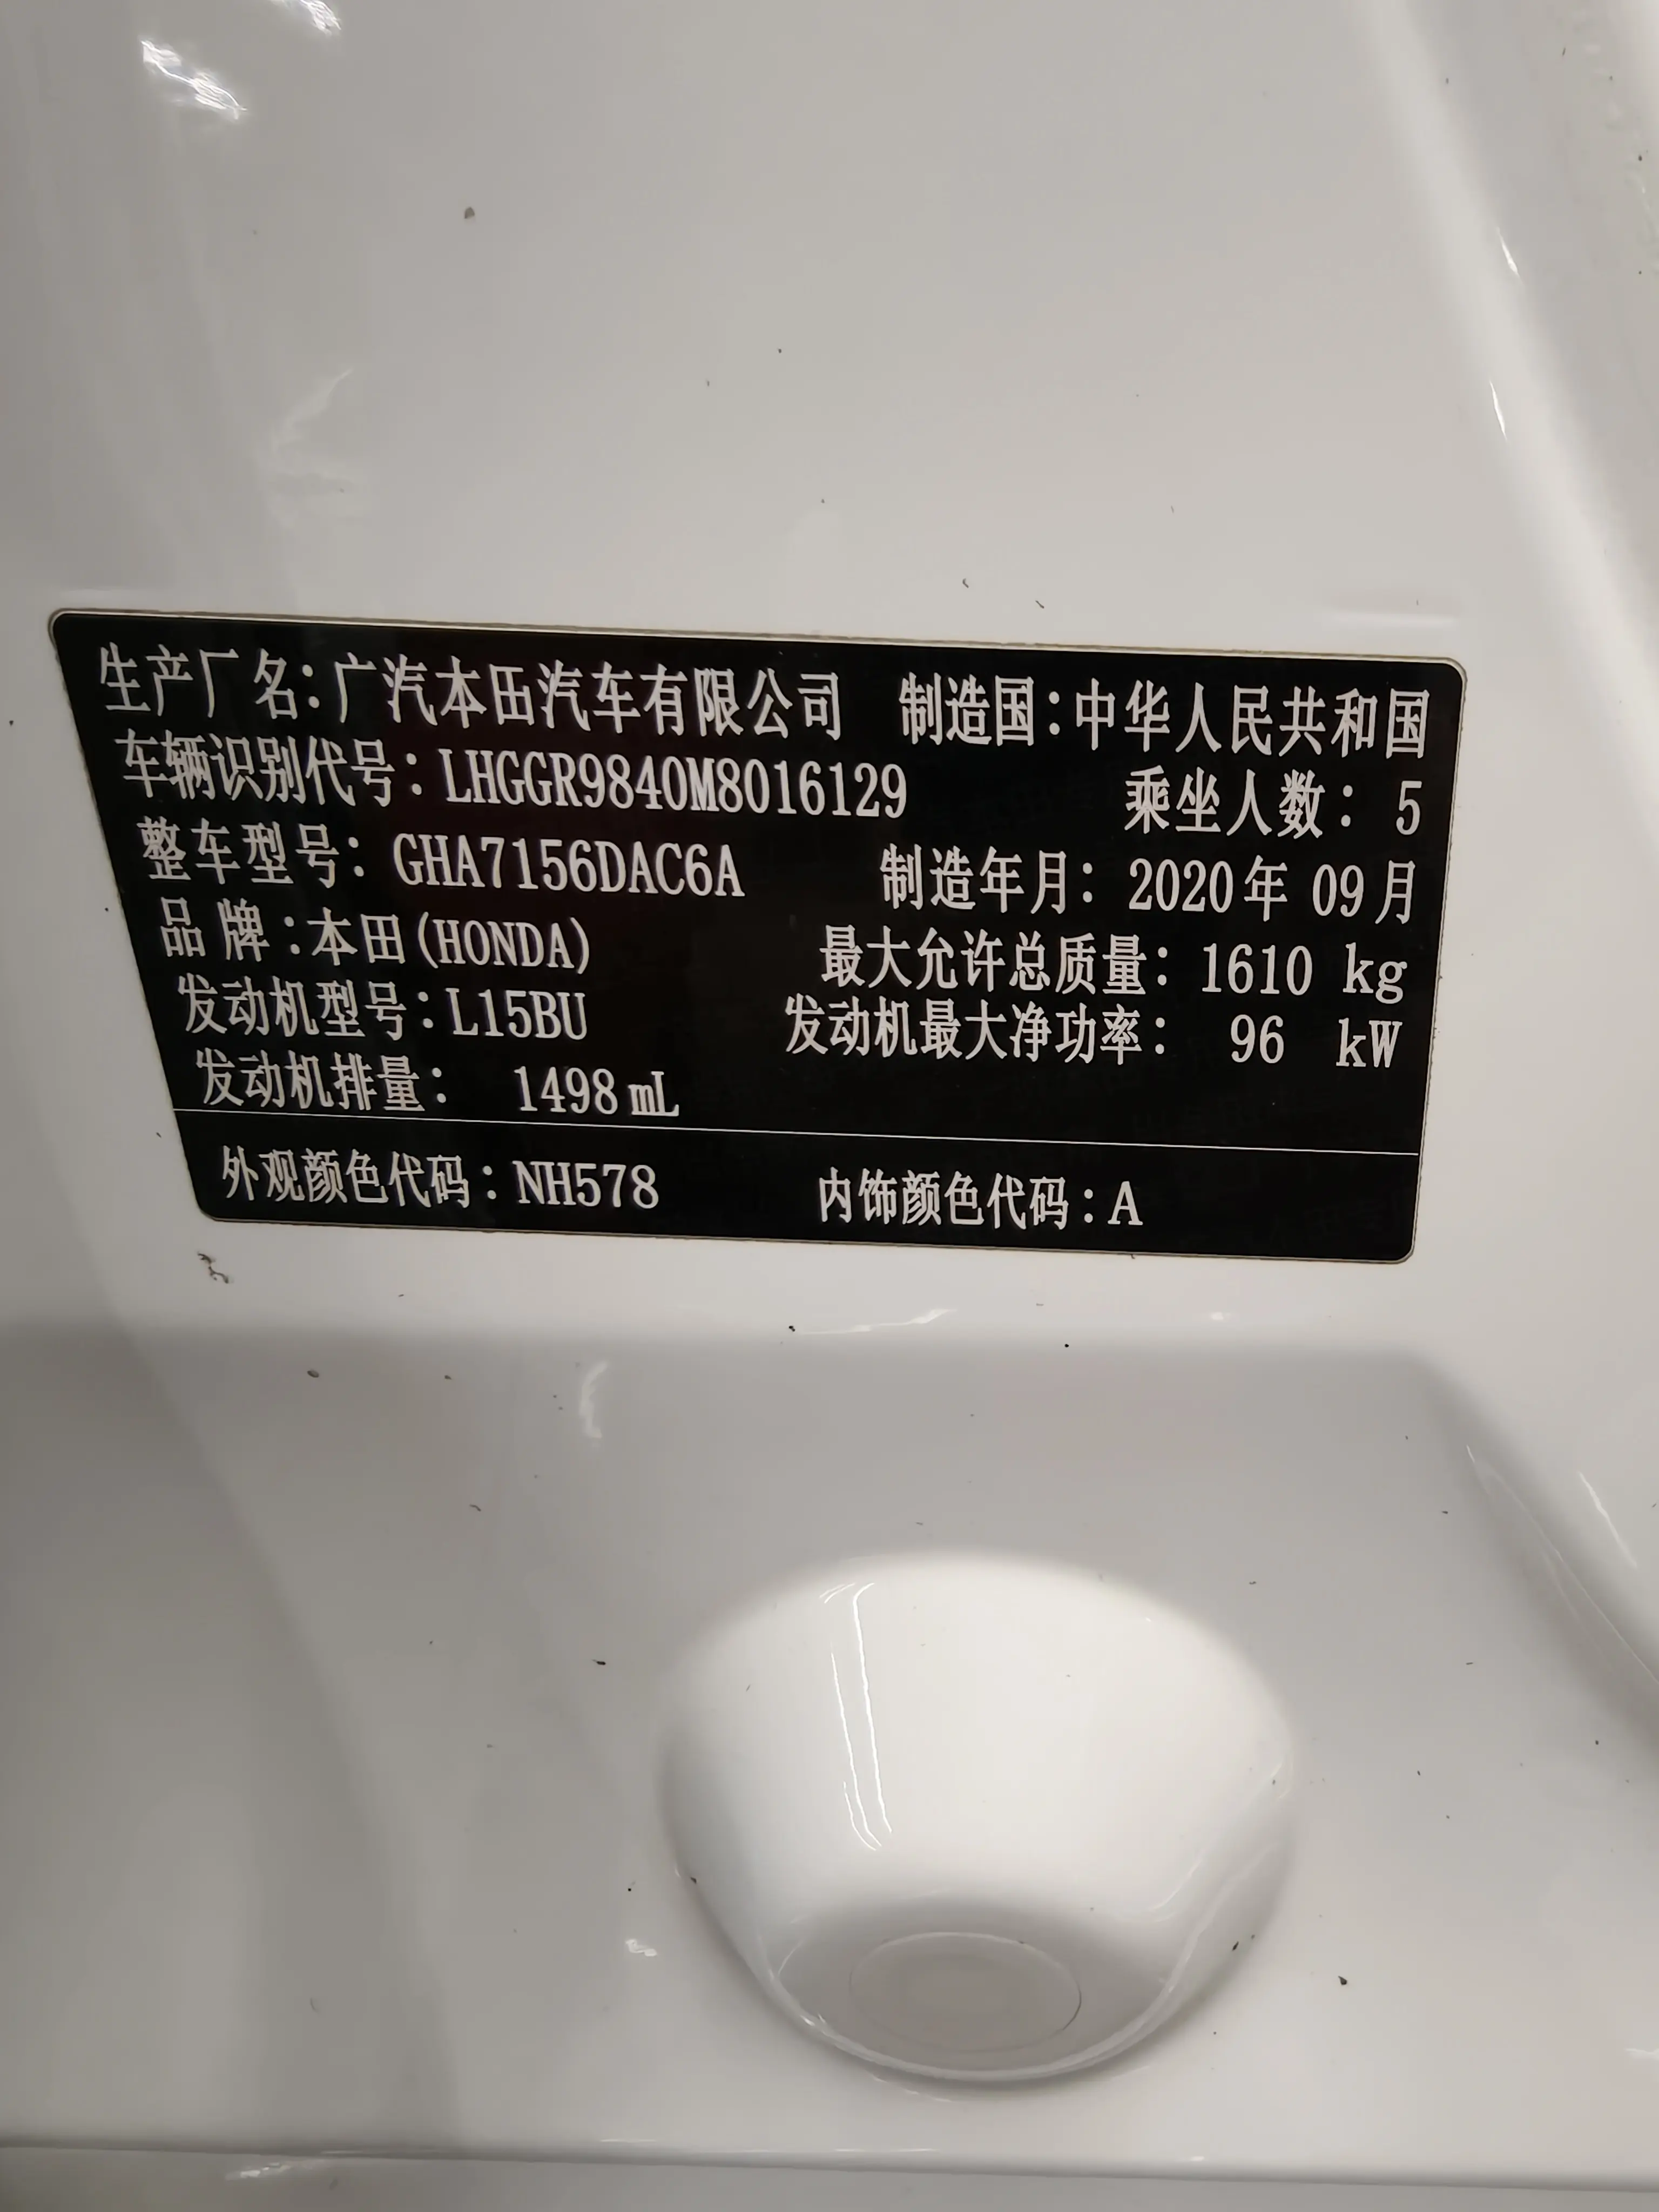 生产厂 名:广汽本田汽车有限公司 制造国:中华人民共和国
车辆识别代号: LHGGR9840M8016129 乘坐人数: 5
整车型号: GHA7156DAC6A 制造年月: 2020年 09月
品 牌 :本田(HONDA) 最大允许总质量: 1610 kg
发动机型号:L15BU 发动机最大净功率: 96 kW
发动机排量: 1498 mL
外观颜色代码:NH578 内饰颜色代码:A